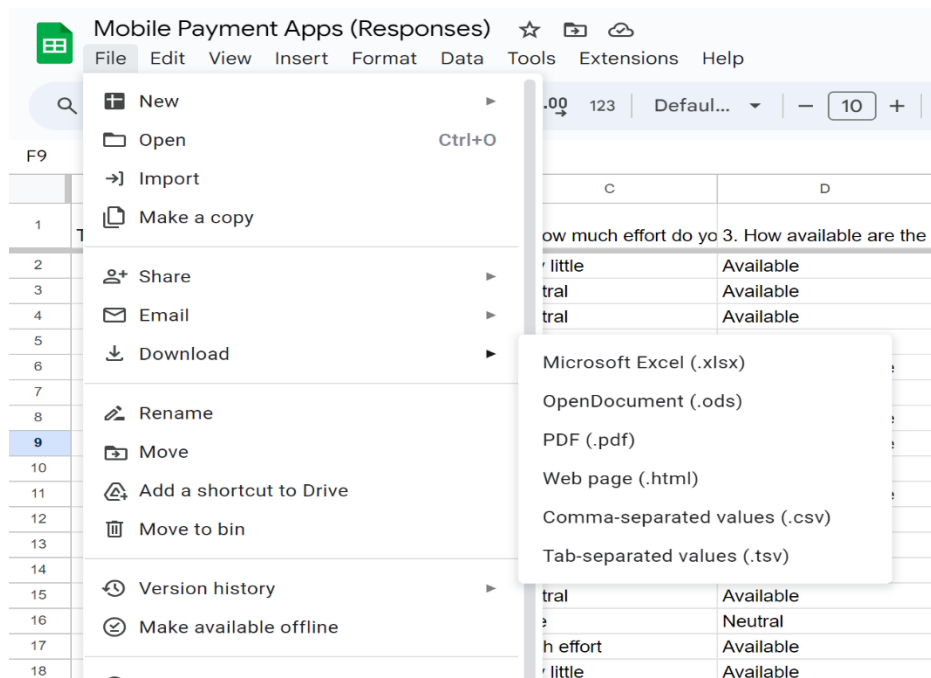 Mobile Payment Apps (Responses)
File Edit View Insert Format Data Tools Extensions Help
New
.00 123 Defaul... 10
Open Ctrl+O
F9
Import
C D
Make a copy
1 ow much effort do yo 3. How available are the
2 little Available
Share
3 tral Available
4 Email tral Available
5
Download
Microsoft Excel (.xlsx)
6
7
OpenDocument (.ods)
8 Rename
9 PDF (.pdf)
Move
10
Web page (.html)
11 Add a shortcut to Drive
12 Comma-separated values (.csv)
Move to bin
13
Tab-separated values (.tsv)
14
15 Version history tral Available
16 Neutral
Make available offline
17 h effort Available
18 little Available